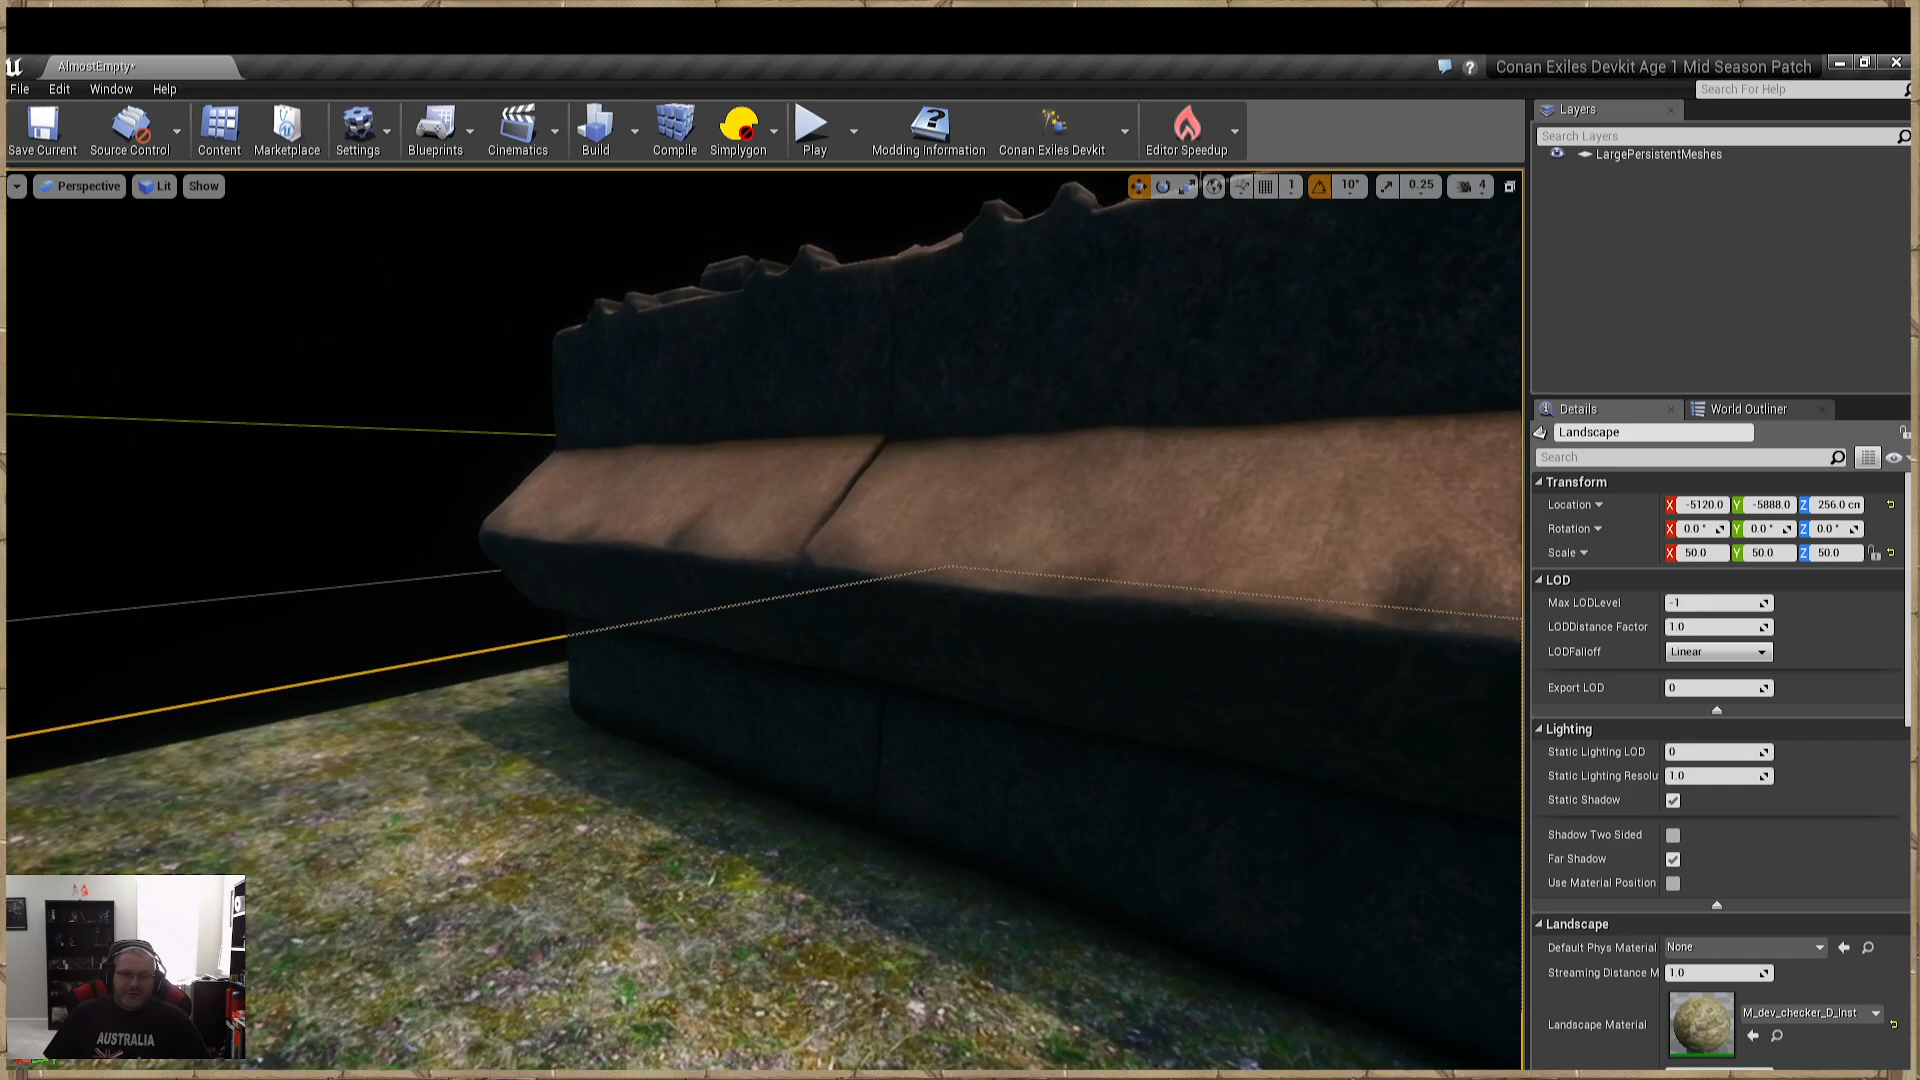 AlmostEmpty*
Conan Exiles Devkit Age 1 Mid Season Patch
File Edit Window Help
Search For Help
Save Current Source Control Content Marketplace Settings Blueprints Cinematics Build Compile Simplygon Play Modding Information Conan Exiles Devkit Editor Speedup
Layers
Search Layers
LargePersistentMeshes
Perspective Lit Show
1 10° 0.25 4
Details World Outliner
Landscape
Search
Transform
Location X -5120.0 Y -5888.0 Z 256.0 cm
Rotation X 0.0 ° Y 0.0 ° Z 0.0 °
Scale X 50.0 Y 50.0 Z 50.0
LOD
Max LODLevel -1
LODDistance Factor 1.0
LODFalloff Linear
Export LOD 0
Lighting
Static Lighting LOD 0
Static Lighting Resolu 1.0
Static Shadow
Shadow Two Sided
Far Shadow
Use Material Position
Landscape
Default Phys Material None
Streaming Distance M 1.0
M_dev_checker_D_Inst
Landscape Material
AUSTRALIA